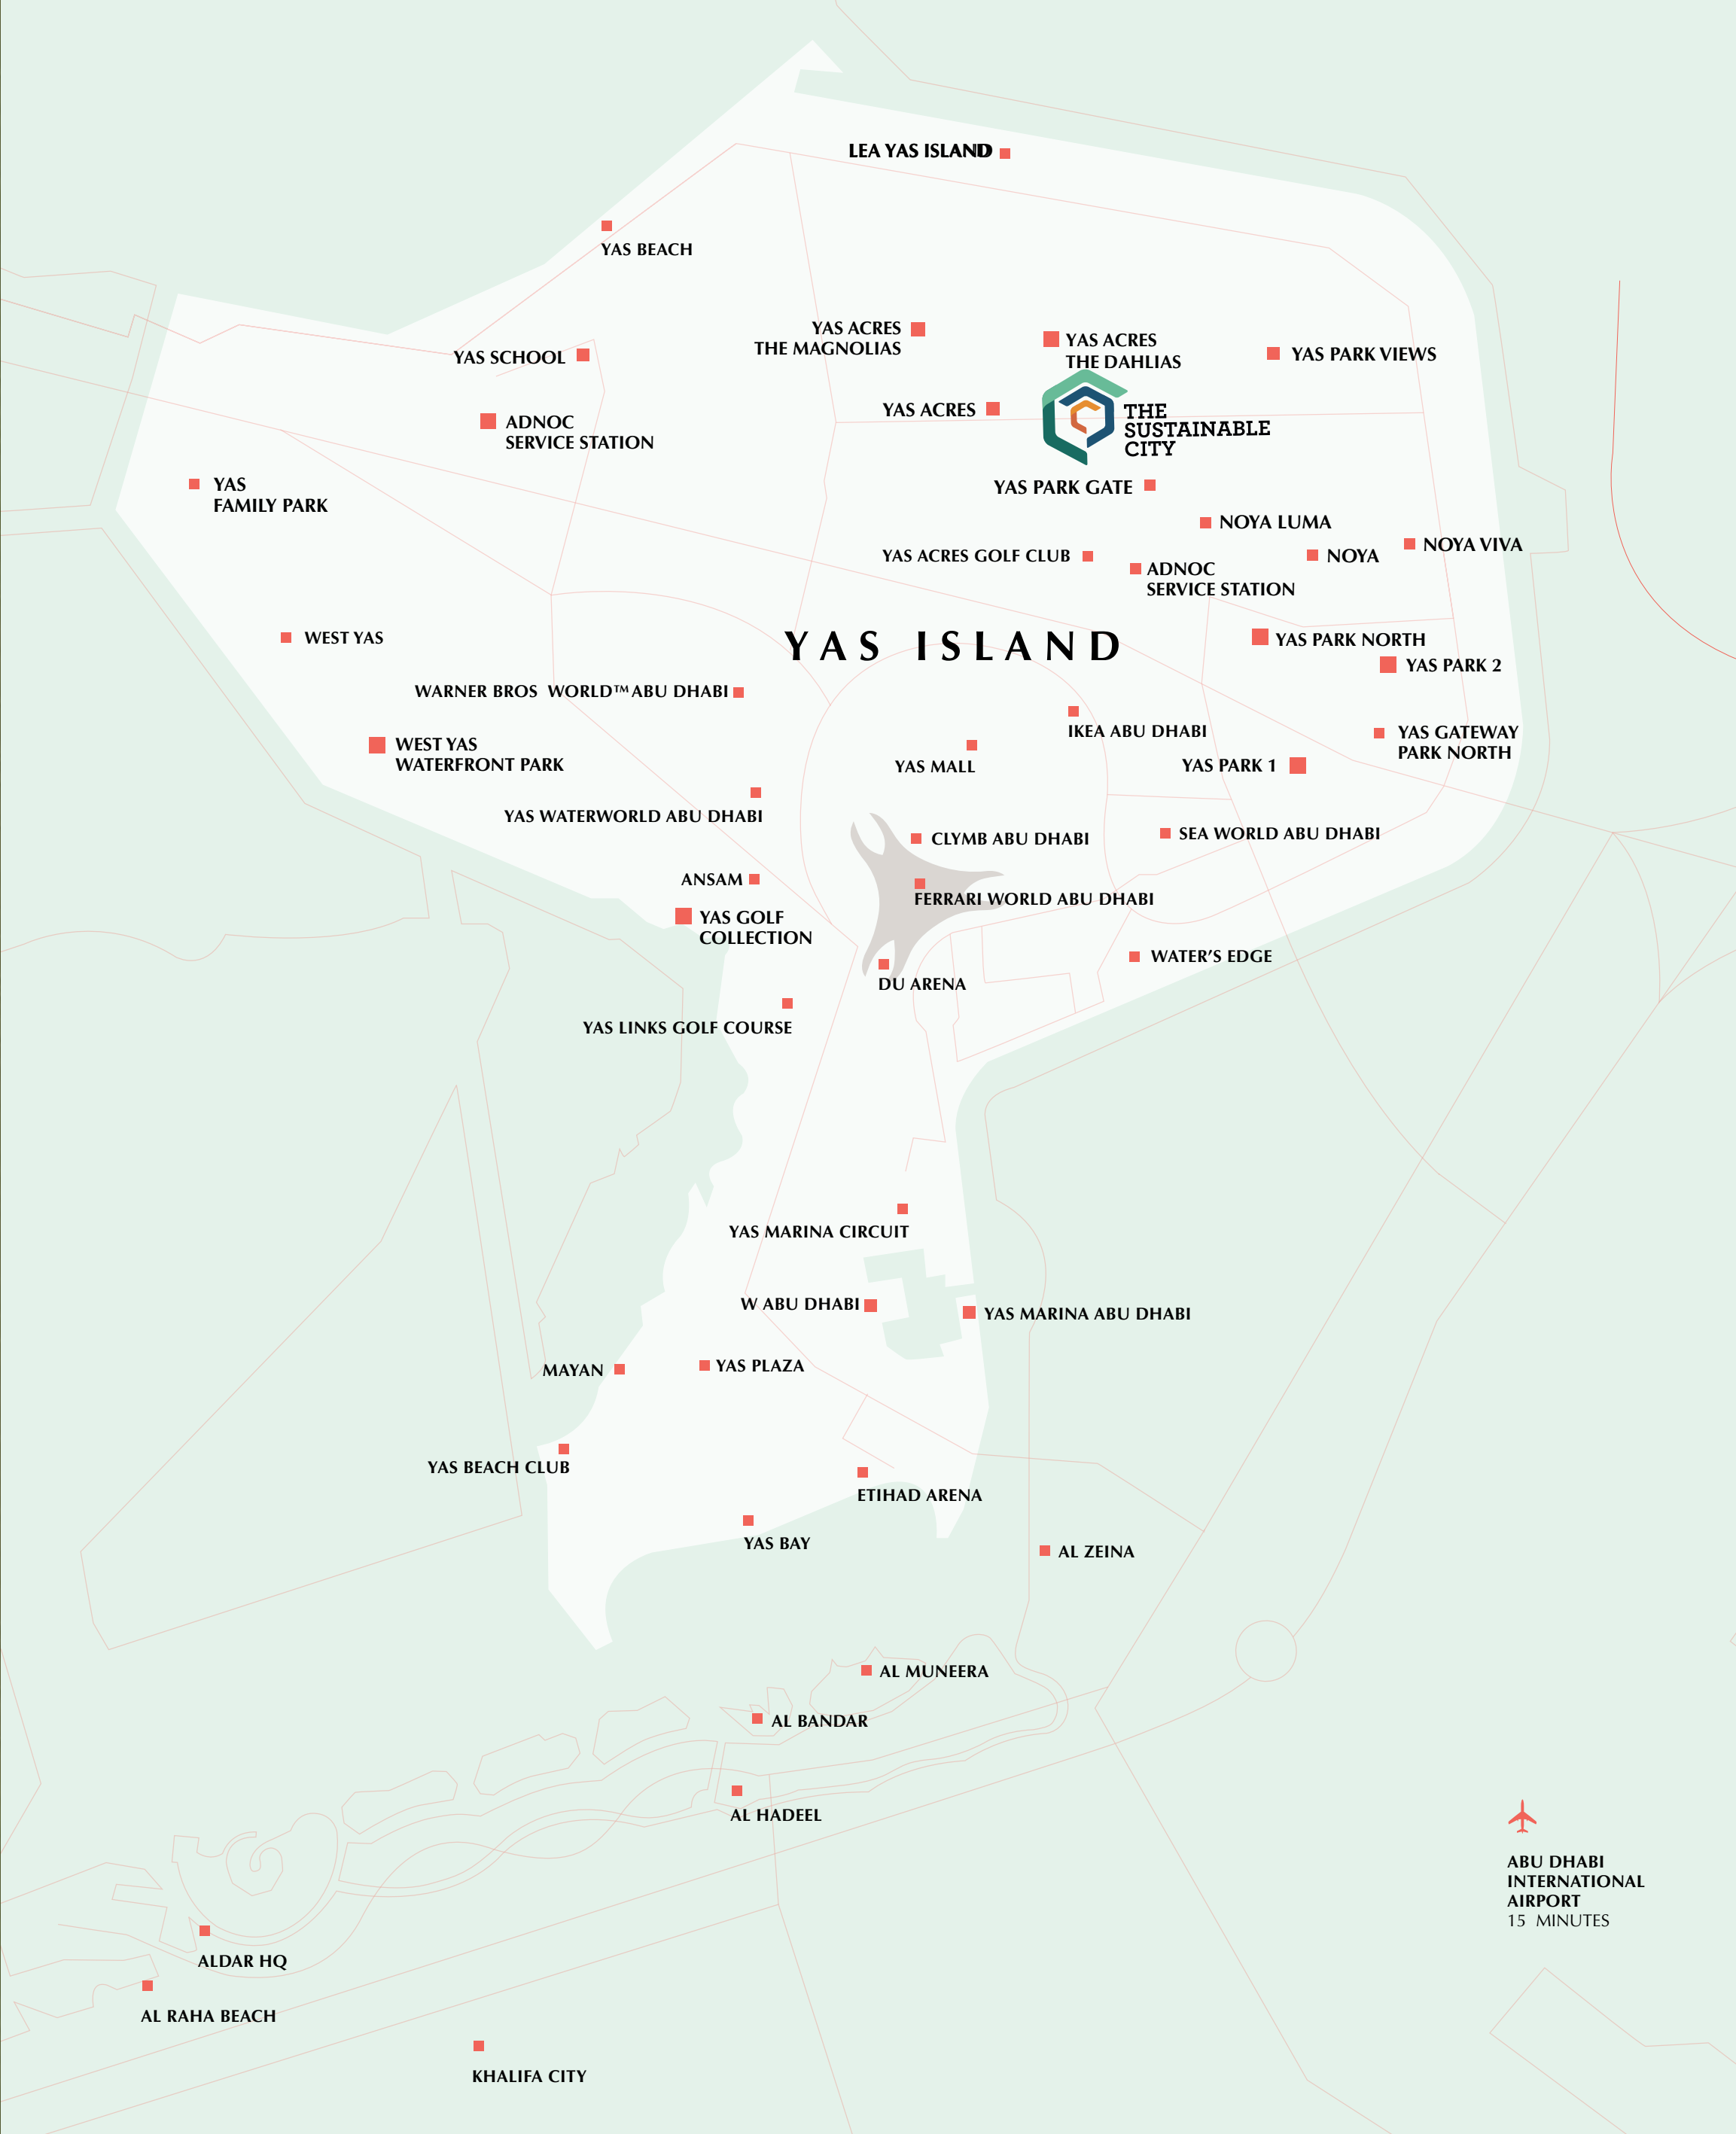 LEA YAS ISLAND
YAS BEACH
YAS ACRES
THE MAGNOLIAS
YAS ACRES
THE DAHLIAS
YAS PARK VIEWS
YAS SCHOOL
YAS ACRES
THE
SUSTAINABLE
CITY
ADNOC
SERVICE STATION
YAS
FAMILY PARK
YAS PARK GATE
NOYA LUMA
NOYA VIVA
YAS ACRES GOLF CLUB
NOYA
ADNOC
SERVICE STATION
WEST YAS
YAS ISLAND
YAS PARK NORTH
YAS PARK 2
WARNER BROS  WORLD™ ABU DHABI
IKEA ABU DHABI
YAS GATEWAY
PARK NORTH
WEST YAS
WATERFRONT PARK
YAS MALL
YAS PARK 1
YAS WATERWORLD ABU DHABI
CLYMB ABU DHABI
SEA WORLD ABU DHABI
ANSAM
FERRARI WORLD ABU DHABI
YAS GOLF
COLLECTION
WATER'S EDGE
DU ARENA
YAS LINKS GOLF COURSE
YAS MARINA CIRCUIT
W ABU DHABI
YAS MARINA ABU DHABI
MAYAN
YAS PLAZA
YAS BEACH CLUB
ETIHAD ARENA
YAS BAY
AL ZEINA
AL MUNEERA
AL BANDAR
AL HADEEL
ABU DHABI
INTERNATIONAL
AIRPORT
15 MINUTES
ALDAR HQ
AL RAHA BEACH
KHALIFA CITY